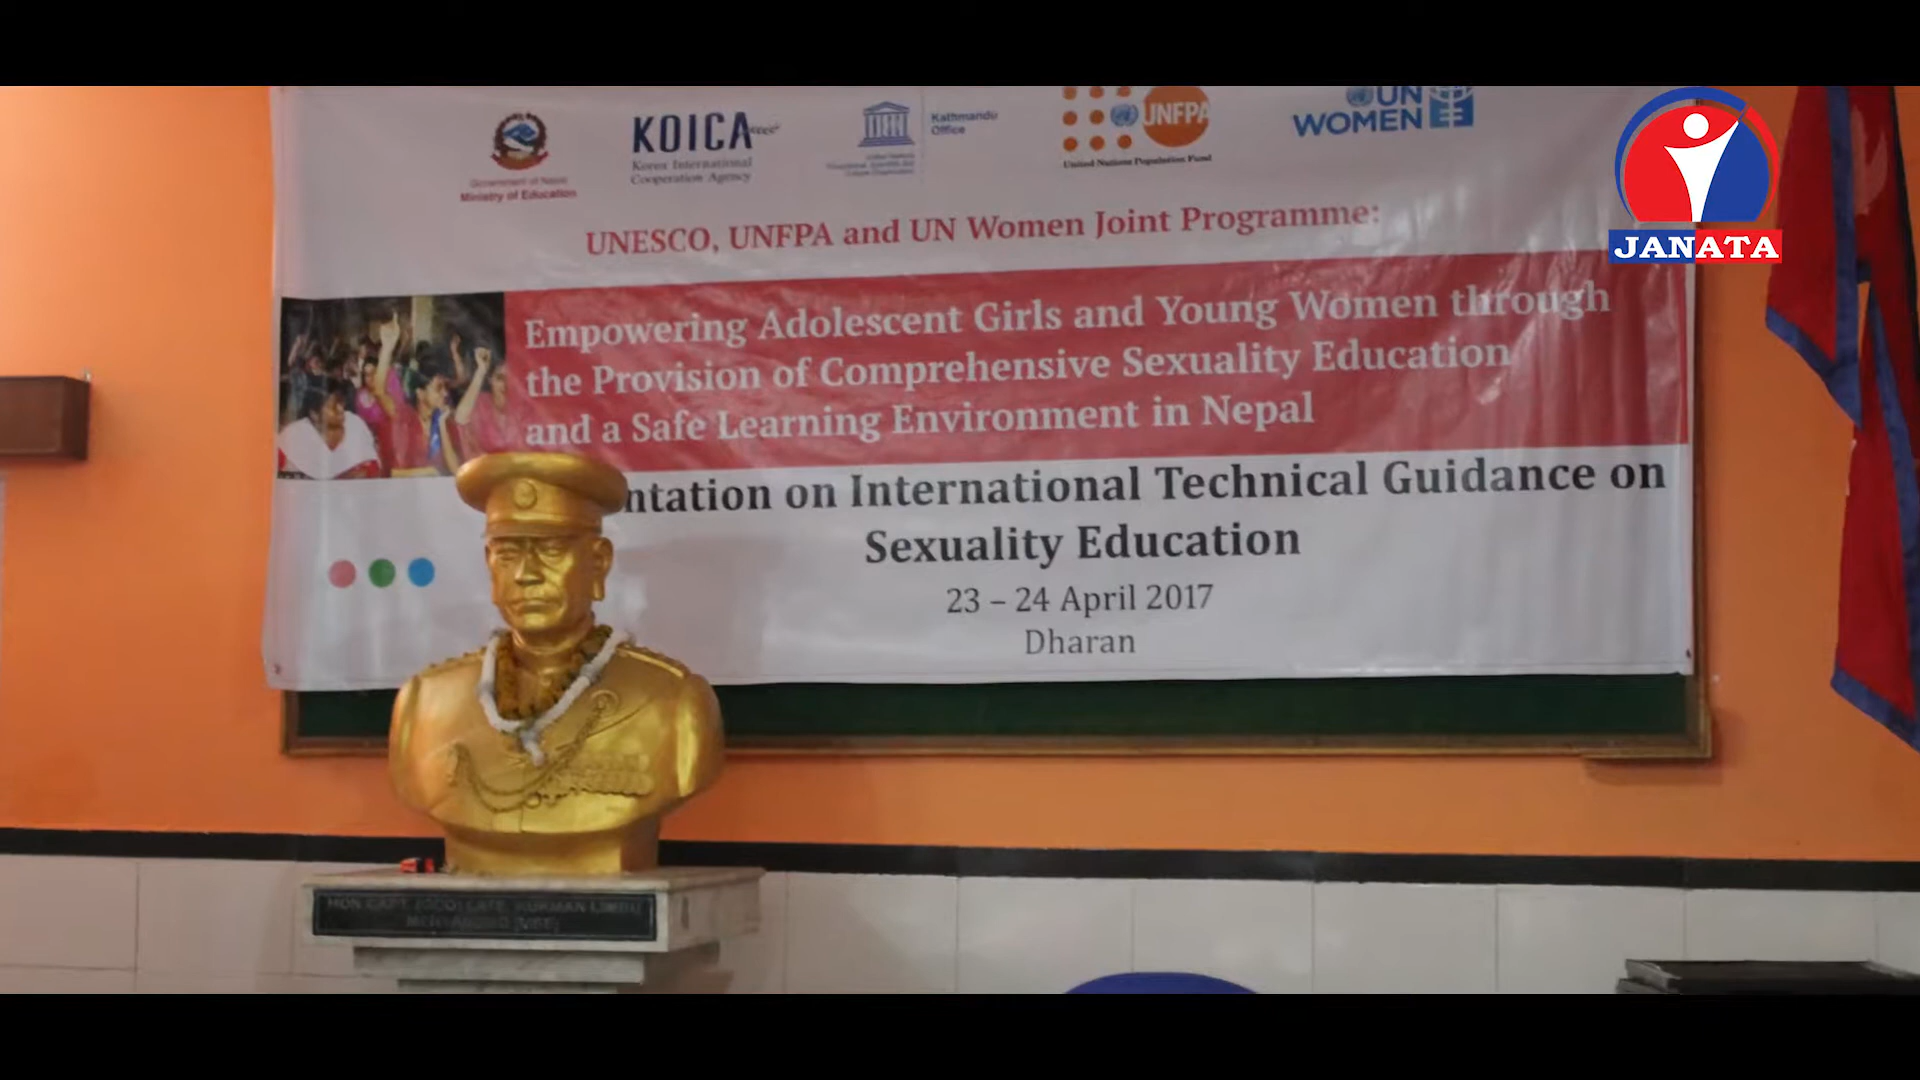 KOICA
Korea International
Cooperation Agency
Government of Nepal
Ministry of Education
Kathmandu
Office
UNFPA
United Nations Population Fund
UN
WOMEN
JANATA
UNESCO, UNFPA and UN Women Joint Programme:
Empowering Adolescent Girls and Young Women through
the Provision of Comprehensive Sexuality Education
and a Safe Learning Environment in Nepal
ntation on International Technical Guidance on
Sexuality Education
23 – 24 April 2017
Dharan